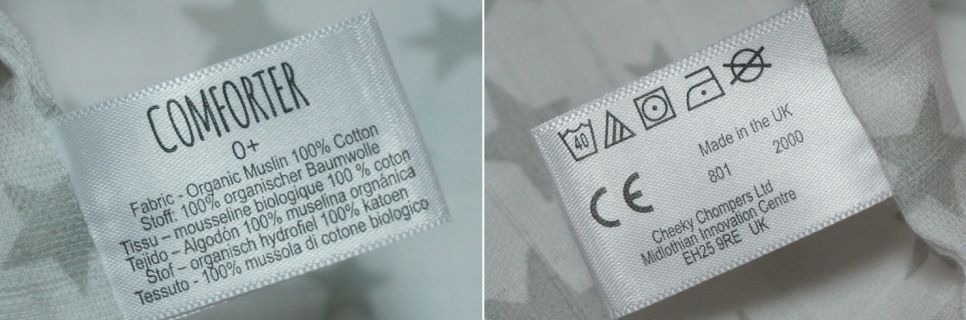 COMFORTER
0+
Fabric - Organic Muslin 100% Cotton
Stoff: 100% organischer Baumwolle
Tissu – mousseline biologique 100 % coton
Tejido – Algodón 100% muselina orgnánica
Stof – organisch hydrofiel 100% katoen
Tessuto - 100% mussola di cotone biologico
40
Made in the UK
801 2000
CE
Cheeky Chompers Ltd
Midlothian Innovation Centre
EH25 9RE UK